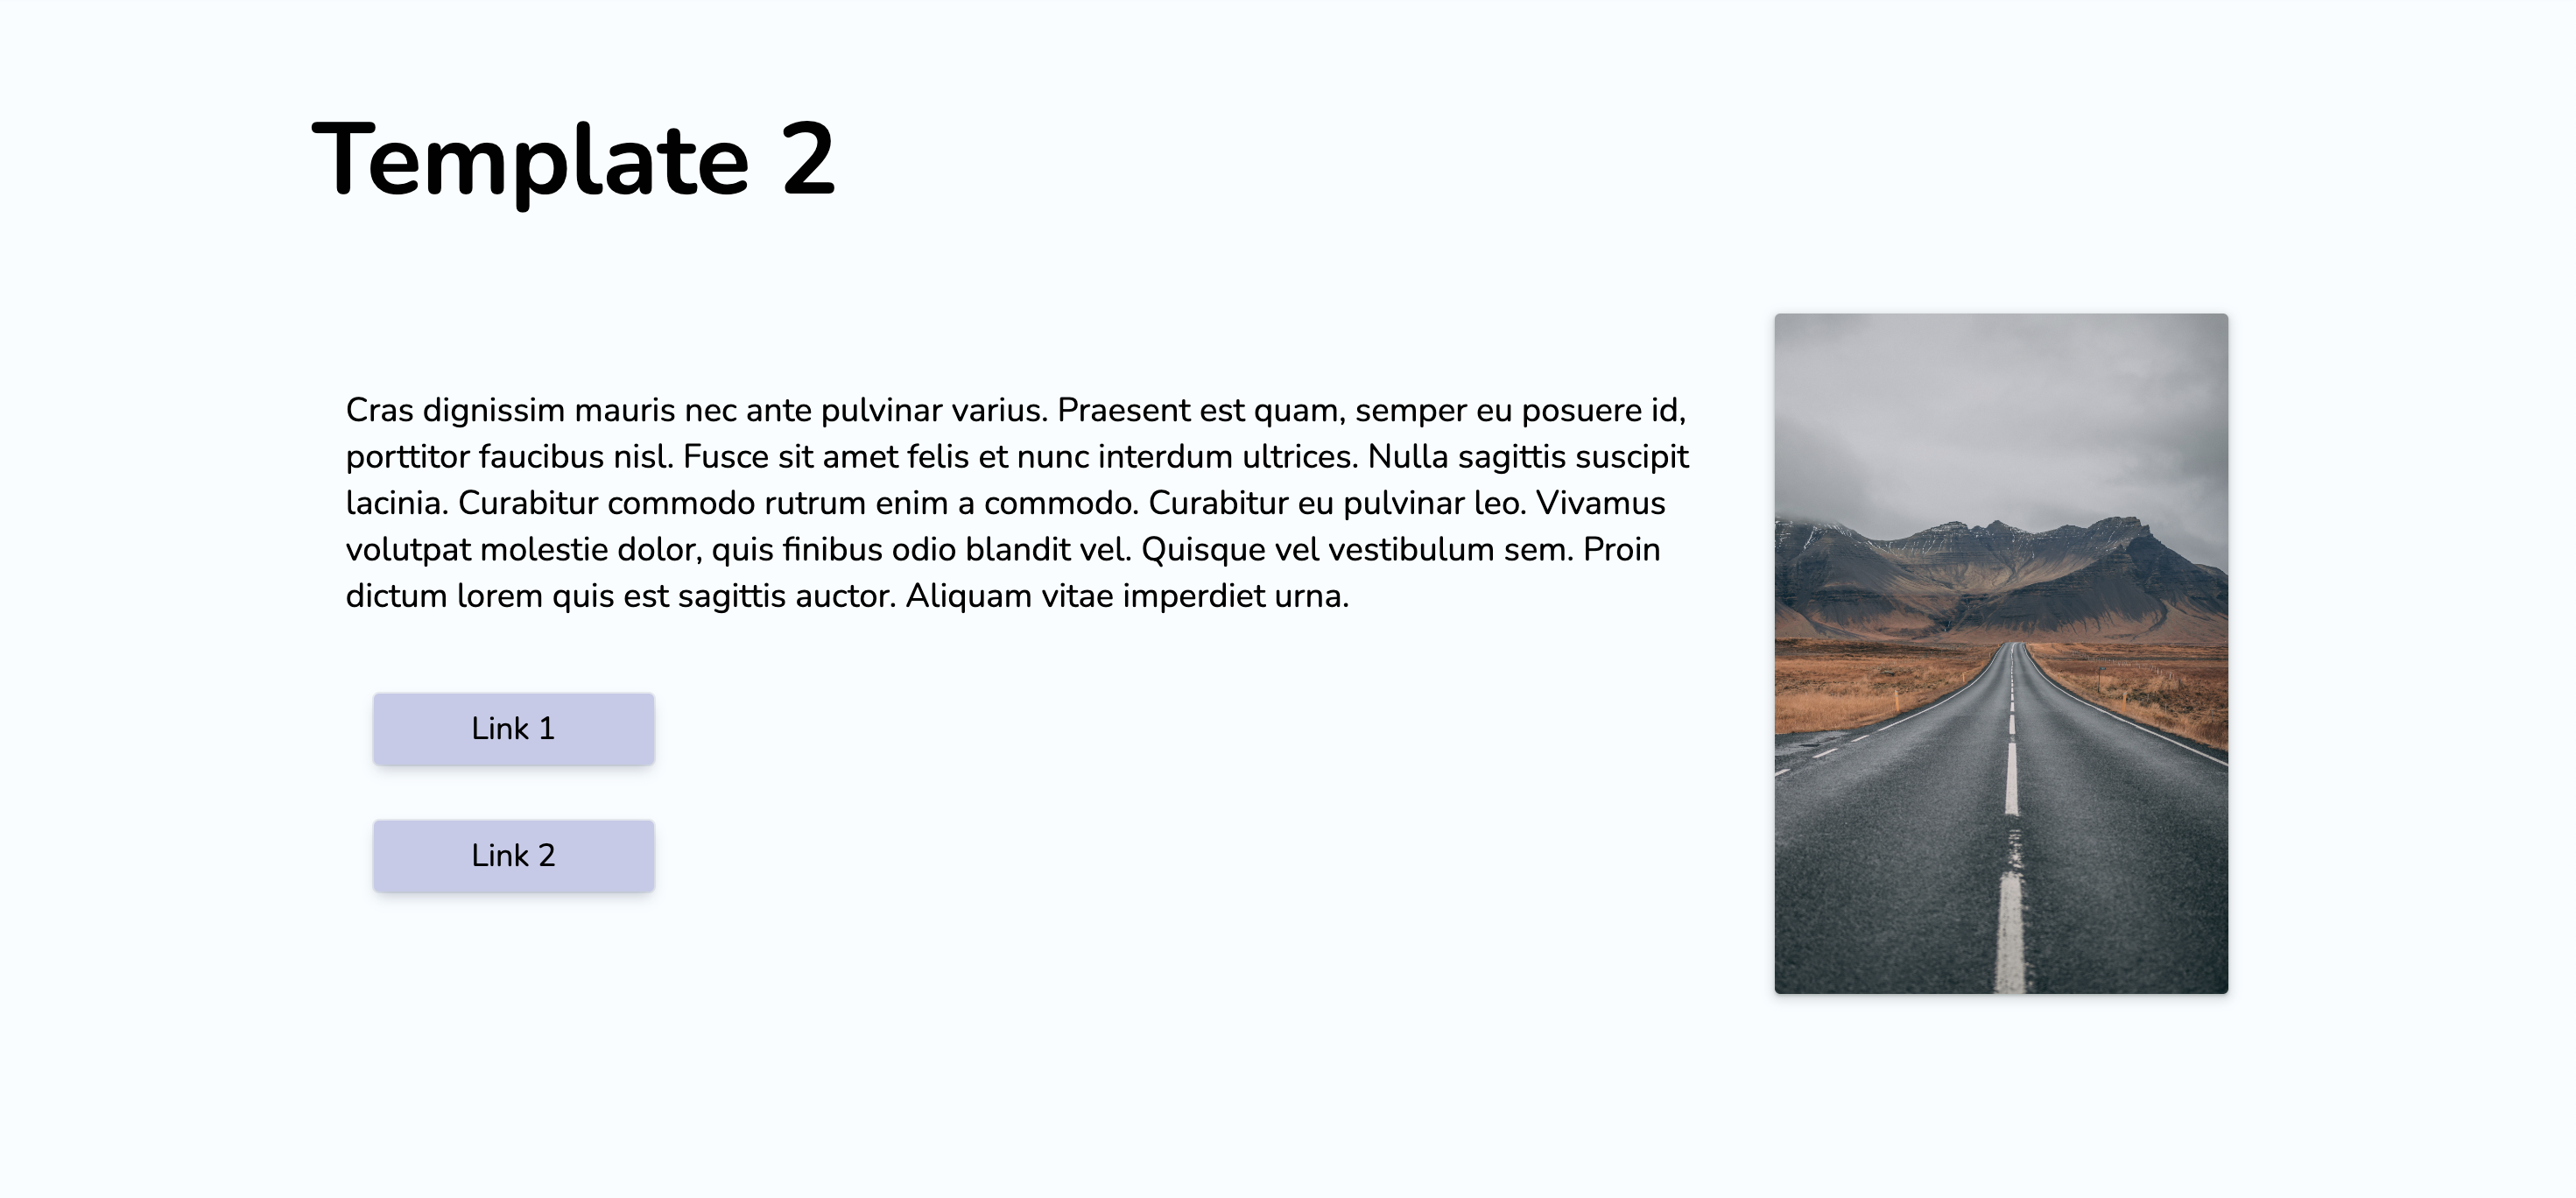 Template 2
Cras dignissim mauris nec ante pulvinar varius. Praesent est quam, semper eu posuere id,
porttitor faucibus nisl. Fusce sit amet felis et nunc interdum ultrices. Nulla sagittis suscipit
lacinia. Curabitur commodo rutrum enim a commodo. Curabitur eu pulvinar leo. Vivamus
volutpat molestie dolor, quis finibus odio blandit vel. Quisque vel vestibulum sem. Proin
dictum lorem quis est sagittis auctor. Aliquam vitae imperdiet urna.
Link 1
Link 2